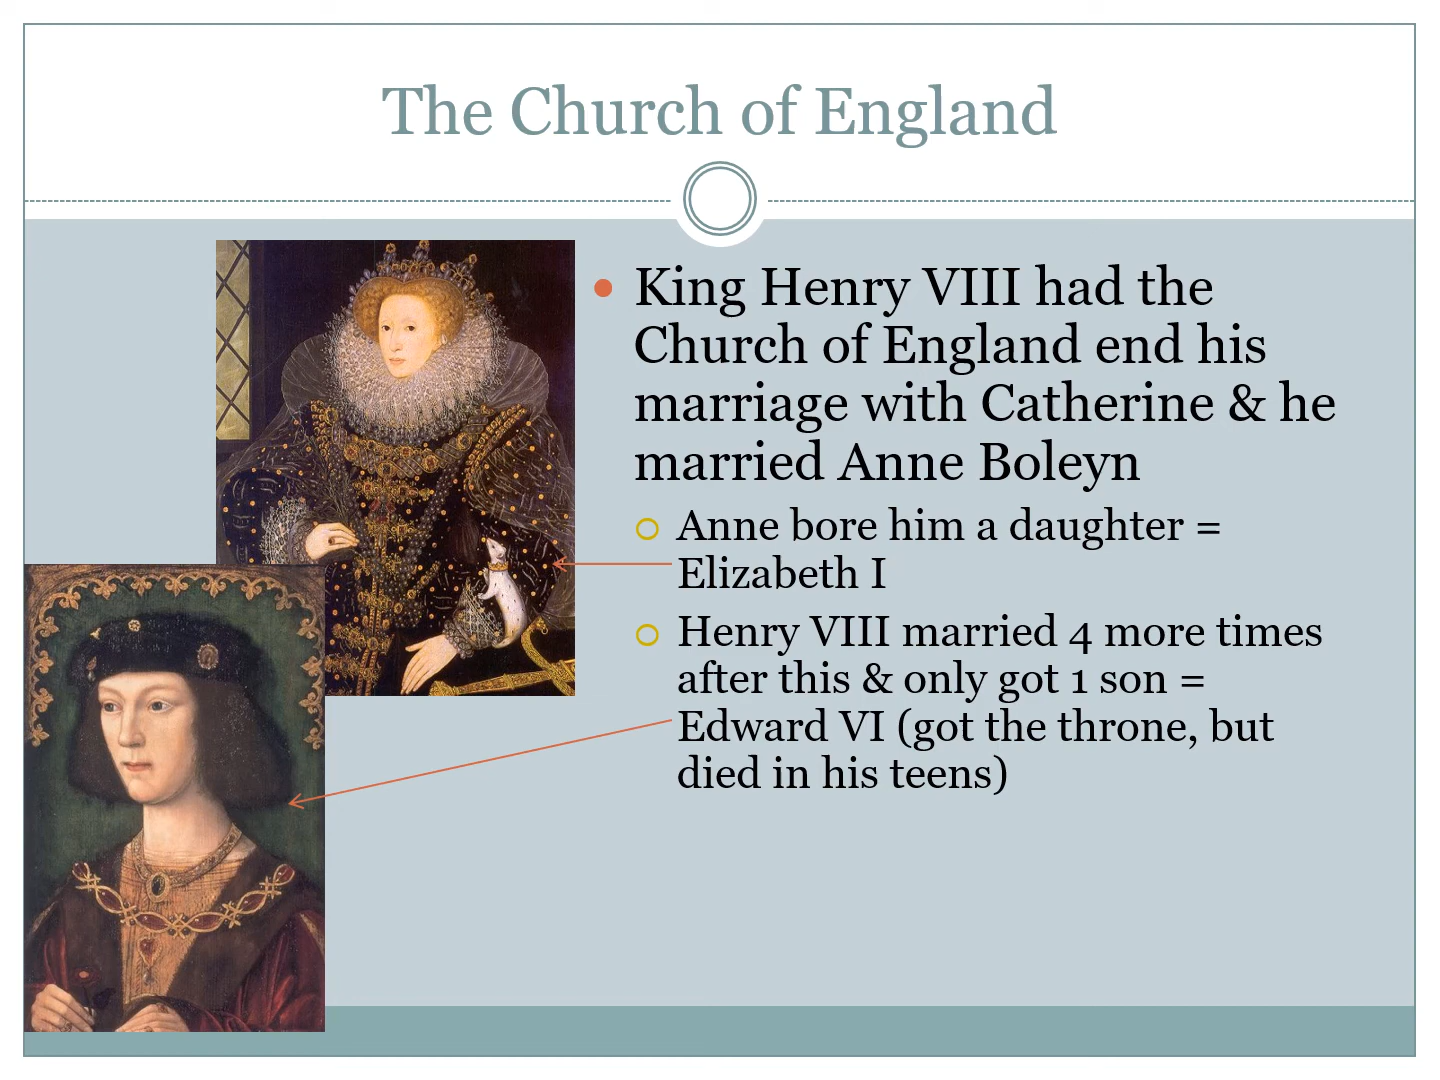 The Church of England
King Henry VIII had the
Church of England end his
marriage with Catherine & he
married Anne Boleyn
Anne bore him a daughter =
Elizabeth I
Henry VIII married 4 more times
after this & only got 1 son =
Edward VI (got the throne, but
died in his teens)